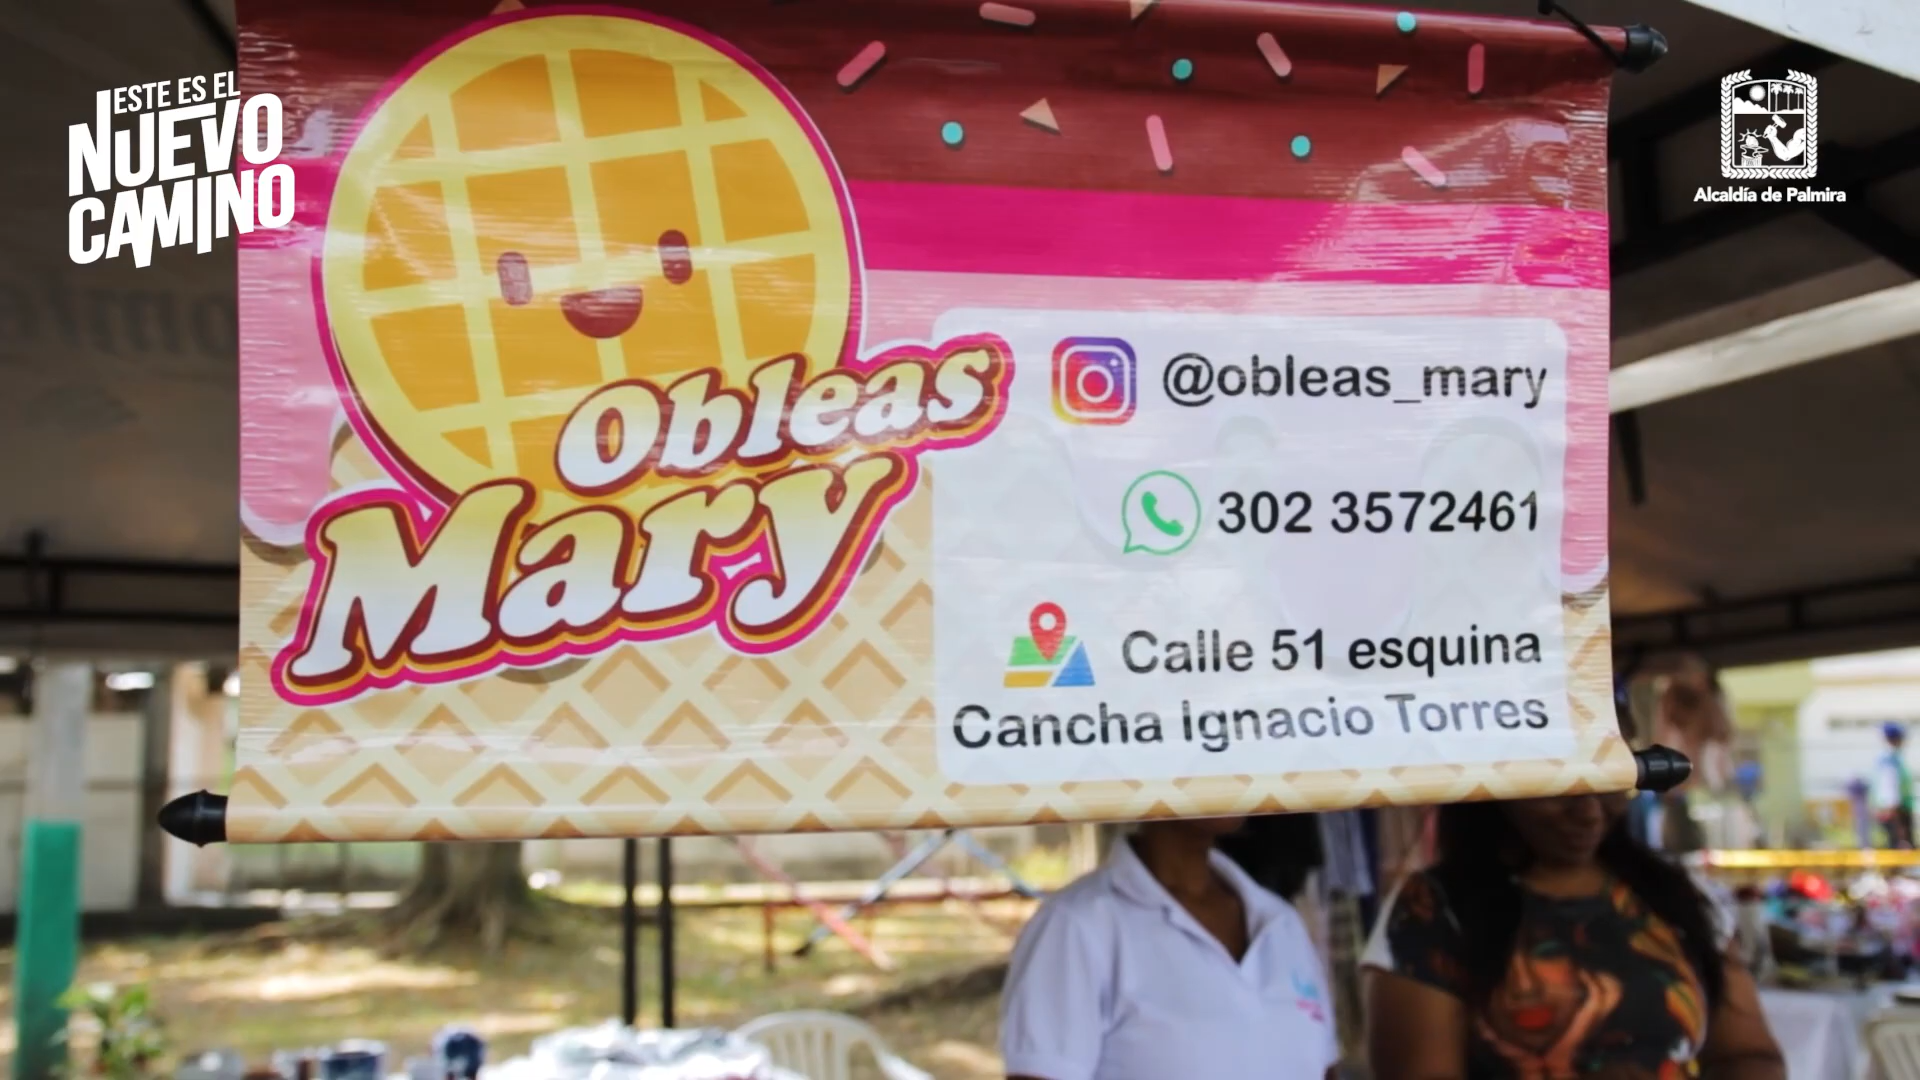 ESTE ES EL
NUEVO
CAMINO
Alcaldía de Palmira
Obleas
Mary
@obleas_mary
302 3572461
Calle 51 esquina
Cancha Ignacio Torres